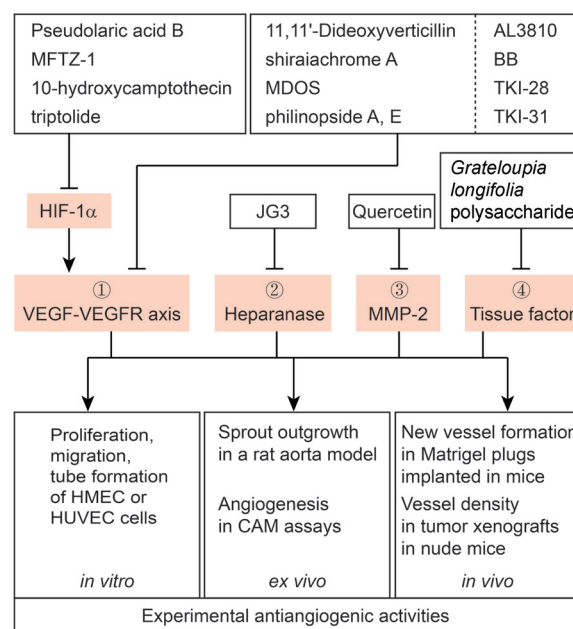 Pseudolaric acid B
MFTZ-1
10-hydroxycamptothecin
triptolide
11,11'-Dideoxyverticillin
shiraiachrome A
MDOS
philinopside A, E
AL3810
BB
TKI-28
TKI-31
HIF-1α
JG3
Quercetin
Grateloupia
longifolia
polysaccharide
①
VEGF-VEGFR axis
②
Heparanase
③
MMP-2
④
Tissue factor
Proliferation,
migration,
tube formation
of HMEC or
HUVEC cells
in vitro
Sprout outgrowth
in a rat aorta model
Angiogenesis
in CAM assays
ex vivo
New vessel formation
in Matrigel plugs
implanted in mice
Vessel density
in tumor xenografts
in nude mice
in vivo
Experimental antiangiogenic activities